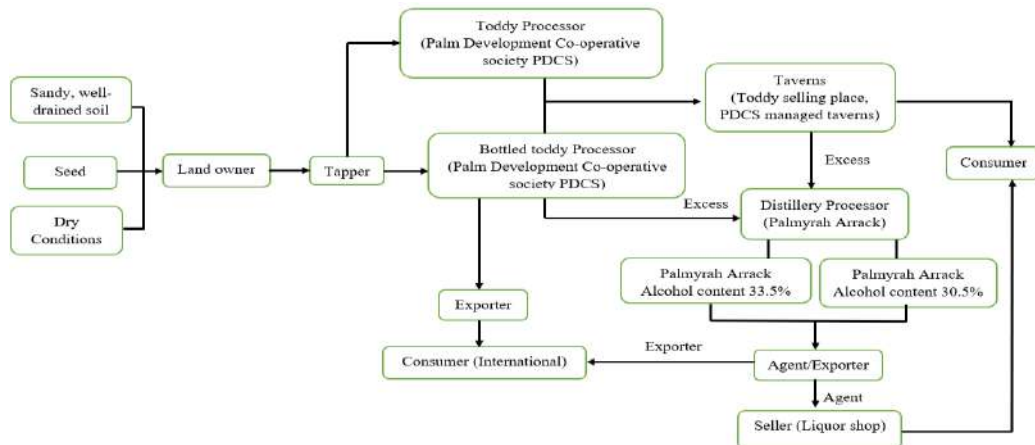 Toddy Processor
(Palm Development Co-operative
society PDCS)
Sandy, well-
drained soil
Taverns
(Toddy selling place,
PDCS managed taverns)
Seed
Land owner
Tapper
Bottled toddy Processor
(Palm Development Co-operative
society PDCS)
Excess
Consumer
Dry
Conditions
Excess
Distillery Processor
(Palmyrah Arrack)
Palmyrah Arrack
Alcohol content 33.5%
Palmyrah Arrack
Alcohol content 30.5%
Exporter
Consumer (International)
Exporter
Agent/Exporter
Agent
Seller (Liquor shop)